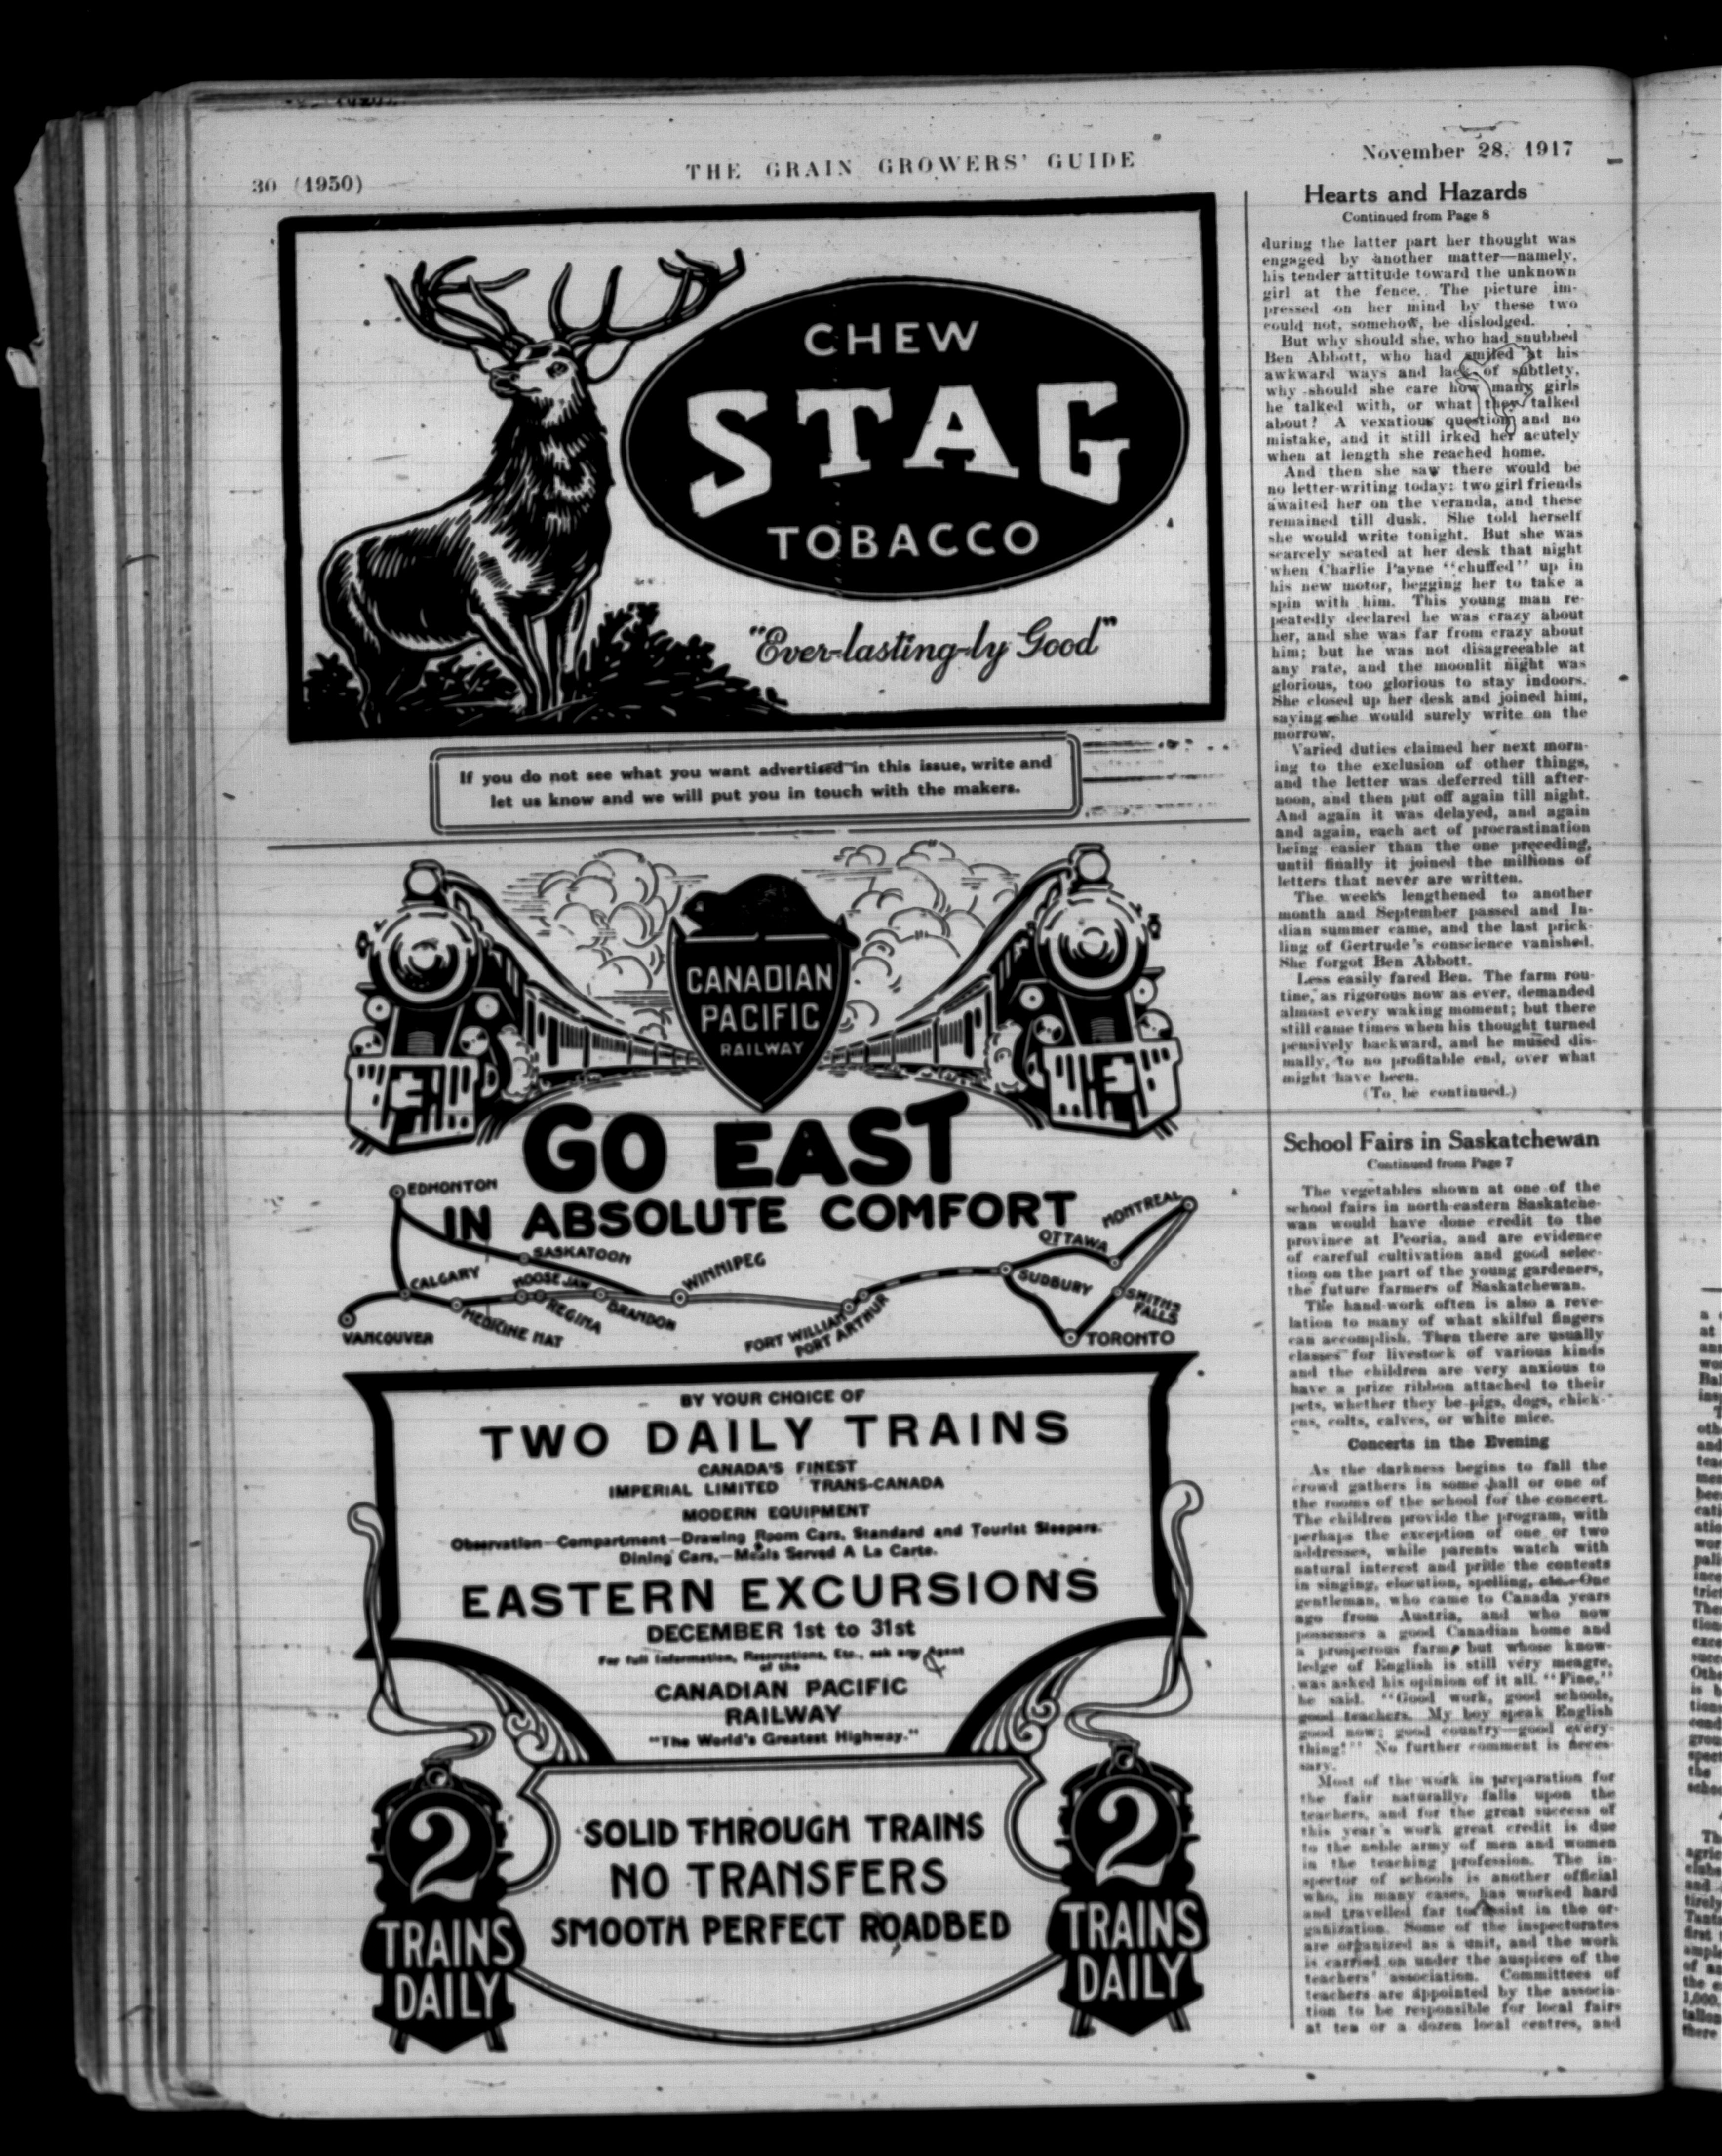 30 (1950)
THE GRAIN GROWERS' GUIDE
November 28, 1917
CHEW
STAG
TOBACCO
"Ever-lasting-ly Good"
If you do not see what you want advertised in this issue, write and
let us know and we will put you in touch with the makers.
CANADIAN
PACIFIC
RAILWAY
GO EAST
IN ABSOLUTE COMFORT
EDMONTON
SASKATOON
CALGARY
MOOSE JAW
WINNIPEG
VANCOUVER
MEDICINE HAT
REGINA
BRANDON
FORT WILLIAM
PORT ARTHUR
SUDBURY
OTTAWA
MONTREAL
SMITHS
FALLS
TORONTO
BY YOUR CHOICE OF
TWO DAILY TRAINS
CANADA'S FINEST
IMPERIAL LIMITED TRANS-CANADA
MODERN EQUIPMENT
Observation—Compartment—Drawing Room Cars, Standard and Tourist Sleepers.
Dining Cars,—Meals Served A La Carte.
EASTERN EXCURSIONS
DECEMBER 1st to 31st
For full Information, Reservations, Etc., ask any Agent
of the
CANADIAN PACIFIC
RAILWAY
"The World's Greatest Highway."
2
TRAINS
DAILY
SOLID THROUGH TRAINS
NO TRANSFERS
SMOOTH PERFECT ROADBED
2
TRAINS
DAILY
Hearts and Hazards
Continued from Page 8
during the latter part her thought was
engaged by another matter—namely,
his tender attitude toward the unknown
girl at the fence. The picture im-
pressed on her mind by these two
could not, somehow, be dislodged.
But why should she, who had snubbed
Ben Abbott, who had smiled at his
awkward ways and lack of subtlety,
why should she care how many girls
he talked with, or what they talked
about? A vexatious question and no
mistake, and it still irked her acutely
when at length she reached home.
And then she saw there would be
no letter-writing today: two girl friends
awaited her on the veranda, and these
remained till dusk. She told herself
she would write tonight. But she was
scarcely seated at her desk that night
when Charlie Payne "chuffed" up in
his new motor, begging her to take a
spin with him. This young man re-
peatedly declared he was crazy about
her, and she was far from crazy about
him; but he was not disagreeable at
any rate, and the moonlit night was
glorious, too glorious to stay indoors.
She closed up her desk and joined him,
saying she would surely write on the
morrow.
Varied duties claimed her next morn-
ing to the exclusion of other things,
and the letter was deferred till after-
noon, and then put off again till night.
And again it was delayed, and again
and again, each act of procrastination
being easier than the one preceding,
until finally it joined the millions of
letters that never are written.
The weeks lengthened to another
month and September passed and In-
dian summer came, and the last prick-
ling of Gertrude's conscience vanished.
She forgot Ben Abbott.
Less easily fared Ben. The farm rou-
tine, as rigorous now as ever, demanded
almost every waking moment; but there
still came times when his thought turned
pensively backward, and he mused dis-
mally, to no profitable end, over what
might have been.
(To be continued.)
School Fairs in Saskatchewan
Continued from Page 7
The vegetables shown at one of the
school fairs in north-eastern Saskatche-
wan would have done credit to the
province at Peoria, and are evidence
of careful cultivation and good selec-
tion on the part of the young gardeners,
the future farmers of Saskatchewan.
The hand-work often is also a reve-
lation to many of what skilful fingers
can accomplish. Then there are usually
classes for livestock of various kinds
and the children are very anxious to
have a prize ribbon attached to their
pets, whether they be pigs, dogs, chick-
ens, colts, calves, or white mice.
Concerts in the Evening
As the darkness begins to fall the
crowd gathers in some hall or one of
the rooms of the school for the concert.
The children provide the program, with
perhaps the exception of one or two
addresses, while parents watch with
natural interest and pride the contests
in singing, elocution, spelling, etc. One
gentleman, who came to Canada years
ago from Austria, and who now
possesses a good Canadian home and
a prosperous farm, but whose know-
ledge of English is still very meagre,
was asked his opinion of it all. "Fine,"
he said. "Good work, good schools,
good teachers. My boy speak English
good now; good country—good every-
thing!" No further comment is neces-
sary.
Most of the work in preparation for
the fair naturally falls upon the
teachers, and for the great success of
this year's work great credit is due
to the noble army of men and women
in the teaching profession. The in-
spector of schools is another official
who, in many cases, has worked hard
and travelled far to assist in the or-
ganization. Some of the inspectorates
are organized as a unit, and the work
is carried on under the auspices of the
teachers' association. Committees of
teachers are appointed by the associa-
tion to be responsible for local fairs
at ten or a dozen local centres, and